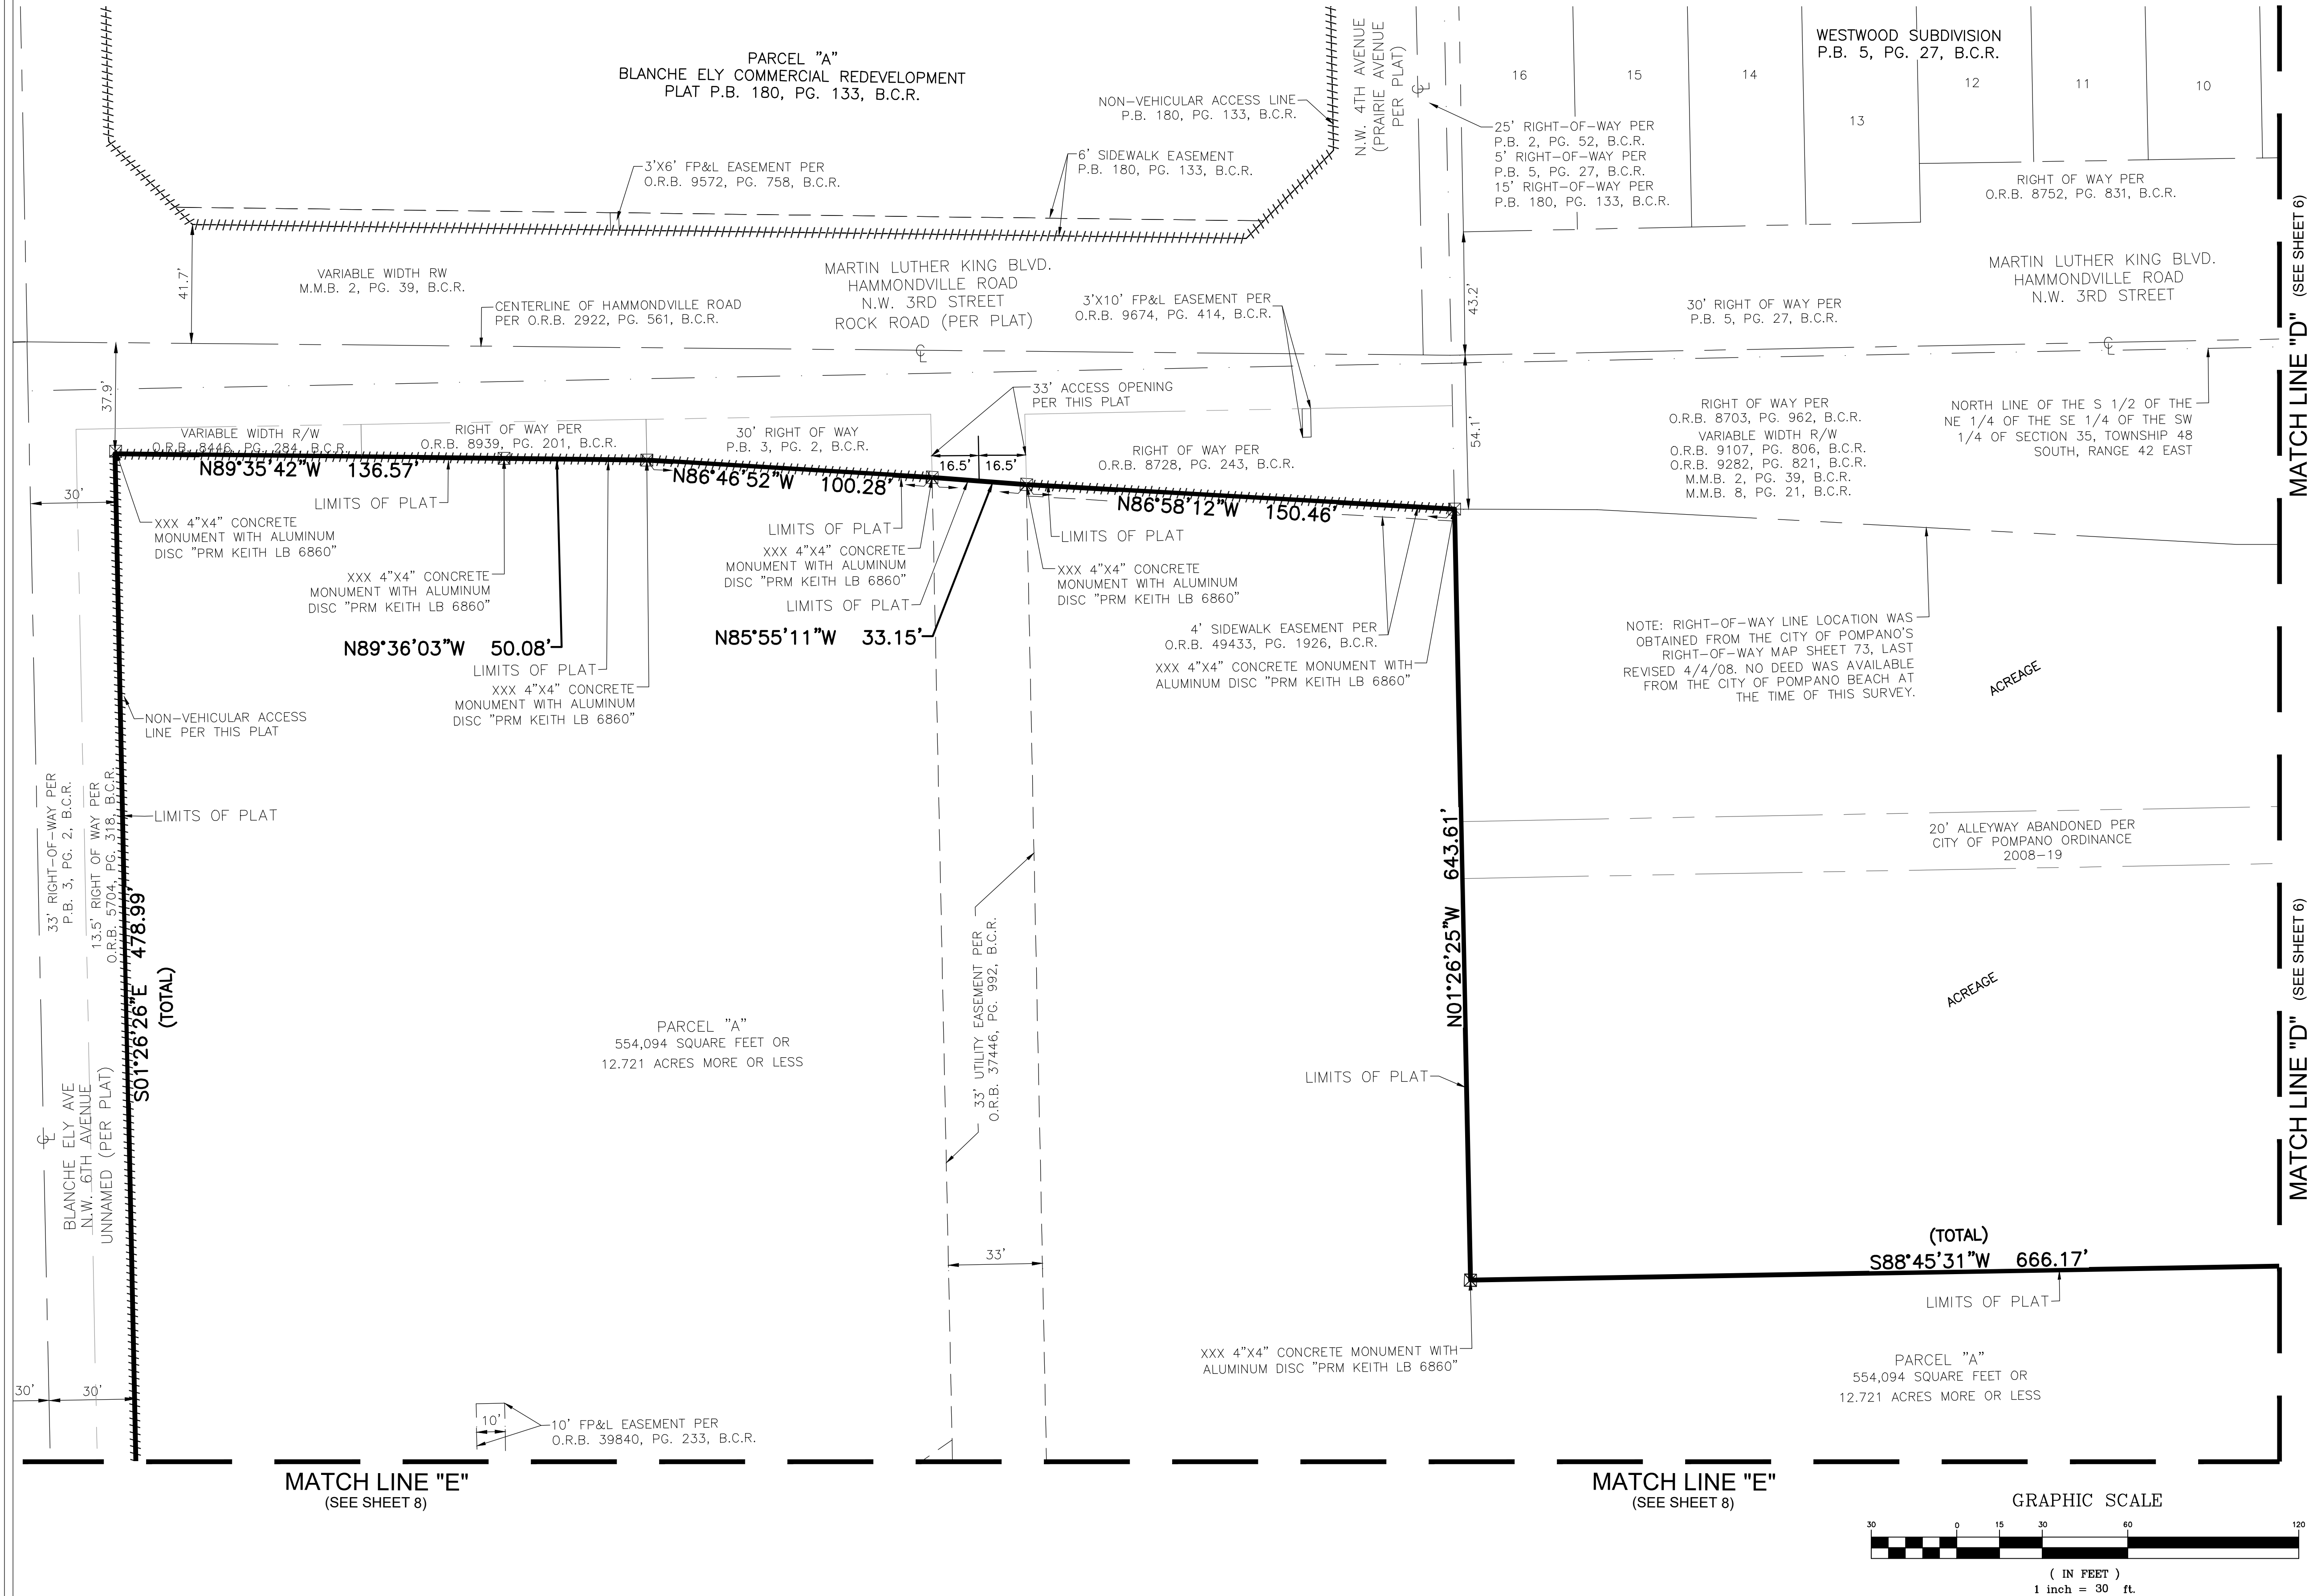 PARCEL "A"
BLANCHE ELY COMMERCIAL REDEVELOPMENT
PLAT P.B. 180, PG. 133, B.C.R.
NON-VEHICULAR ACCESS LINE
P.B. 180, PG. 133, B.C.R.
3'X6' FP&L EASEMENT PER
O.R.B. 9572, PG. 758, B.C.R.
6' SIDEWALK EASEMENT
P.B. 180, PG. 133, B.C.R.
N.W. 4TH AVENUE
(PRAIRIE AVENUE
PER PLAT)
℄
25' RIGHT-OF-WAY PER
P.B. 2, PG. 52, B.C.R.
5' RIGHT-OF-WAY PER
P.B. 5, PG. 27, B.C.R.
15' RIGHT-OF-WAY PER
P.B. 180, PG. 133, B.C.R.
WESTWOOD SUBDIVISION
P.B. 5, PG. 27, B.C.R.
16
15
14
13
12
11
10
RIGHT OF WAY PER
O.R.B. 8752, PG. 831, B.C.R.
MATCH LINE "D" (SEE SHEET 6)
41.7'
VARIABLE WIDTH RW
M.M.B. 2, PG. 39, B.C.R.
CENTERLINE OF HAMMONDVILLE ROAD
PER O.R.B. 2922, PG. 561, B.C.R.
MARTIN LUTHER KING BLVD.
HAMMONDVILLE ROAD
N.W. 3RD STREET
ROCK ROAD (PER PLAT)
℄
3'X10' FP&L EASEMENT PER
O.R.B. 9674, PG. 414, B.C.R.
43.2'
30' RIGHT OF WAY PER
P.B. 5, PG. 27, B.C.R.
MARTIN LUTHER KING BLVD.
HAMMONDVILLE ROAD
N.W. 3RD STREET
℄
37.9'
33' ACCESS OPENING
PER THIS PLAT
VARIABLE WIDTH R/W
O.R.B. 8446, PG. 284, B.C.R.
RIGHT OF WAY PER
O.R.B. 8939, PG. 201, B.C.R.
30' RIGHT OF WAY
P.B. 3, PG. 2, B.C.R.
16.5'
16.5'
RIGHT OF WAY PER
O.R.B. 8728, PG. 243, B.C.R.
54.1'
RIGHT OF WAY PER
O.R.B. 8703, PG. 962, B.C.R.
VARIABLE WIDTH R/W
O.R.B. 9107, PG. 806, B.C.R.
O.R.B. 9282, PG. 821, B.C.R.
M.M.B. 2, PG. 39, B.C.R.
M.M.B. 8, PG. 21, B.C.R.
NORTH LINE OF THE S 1/2 OF THE
NE 1/4 OF THE SE 1/4 OF THE SW
1/4 OF SECTION 35, TOWNSHIP 48
SOUTH, RANGE 42 EAST
N89°35'42"W 136.57'
N86°46'52"W 100.28'
N86°58'12"W 150.46'
30'
LIMITS OF PLAT
XXX 4"X4" CONCRETE
MONUMENT WITH ALUMINUM
DISC "PRM KEITH LB 6860"
XXX 4"X4" CONCRETE
MONUMENT WITH ALUMINUM
DISC "PRM KEITH LB 6860"
LIMITS OF PLAT
XXX 4"X4" CONCRETE
MONUMENT WITH ALUMINUM
DISC "PRM KEITH LB 6860"
LIMITS OF PLAT
LIMITS OF PLAT
XXX 4"X4" CONCRETE
MONUMENT WITH ALUMINUM
DISC "PRM KEITH LB 6860"
N89°36'03"W 50.08'
LIMITS OF PLAT
XXX 4"X4" CONCRETE
MONUMENT WITH ALUMINUM
DISC "PRM KEITH LB 6860"
N85°55'11"W 33.15'
4' SIDEWALK EASEMENT PER
O.R.B. 49433, PG. 1926, B.C.R.
XXX 4"X4" CONCRETE MONUMENT WITH
ALUMINUM DISC "PRM KEITH LB 6860"
NOTE: RIGHT-OF-WAY LINE LOCATION WAS
OBTAINED FROM THE CITY OF POMPANO'S
RIGHT-OF-WAY MAP SHEET 73, LAST
REVISED 4/4/08. NO DEED WAS AVAILABLE
FROM THE CITY OF POMPANO BEACH AT
THE TIME OF THIS SURVEY.
ACREAGE
NON-VEHICULAR ACCESS
LINE PER THIS PLAT
LIMITS OF PLAT
33' RIGHT-OF-WAY PER
P.B. 3, PG. 2, B.C.R.
13.5' RIGHT OF WAY PER
O.R.B. 5704, PG. 318, B.C.R.
S01°26'26"E 478.99'
(TOTAL)
℄
BLANCHE ELY AVE
N.W. 6TH AVENUE
UNNAMED (PER PLAT)
PARCEL "A"
554,094 SQUARE FEET OR
12.721 ACRES MORE OR LESS
33' UTILITY EASEMENT PER
O.R.B. 37446, PG. 992, B.C.R.
33'
N01°26'25"W 643.61'
LIMITS OF PLAT
20' ALLEYWAY ABANDONED PER
CITY OF POMPANO ORDINANCE
2008-19
ACREAGE
MATCH LINE "D" (SEE SHEET 6)
(TOTAL)
S88°45'31"W 666.17'
LIMITS OF PLAT
XXX 4"X4" CONCRETE MONUMENT WITH
ALUMINUM DISC "PRM KEITH LB 6860"
PARCEL "A"
554,094 SQUARE FEET OR
12.721 ACRES MORE OR LESS
30'
30'
10'
10' FP&L EASEMENT PER
O.R.B. 39840, PG. 233, B.C.R.
MATCH LINE "E"
(SEE SHEET 8)
MATCH LINE "E"
(SEE SHEET 8)
GRAPHIC SCALE
30 0 15 30 60 120
( IN FEET )
1 inch = 30 ft.